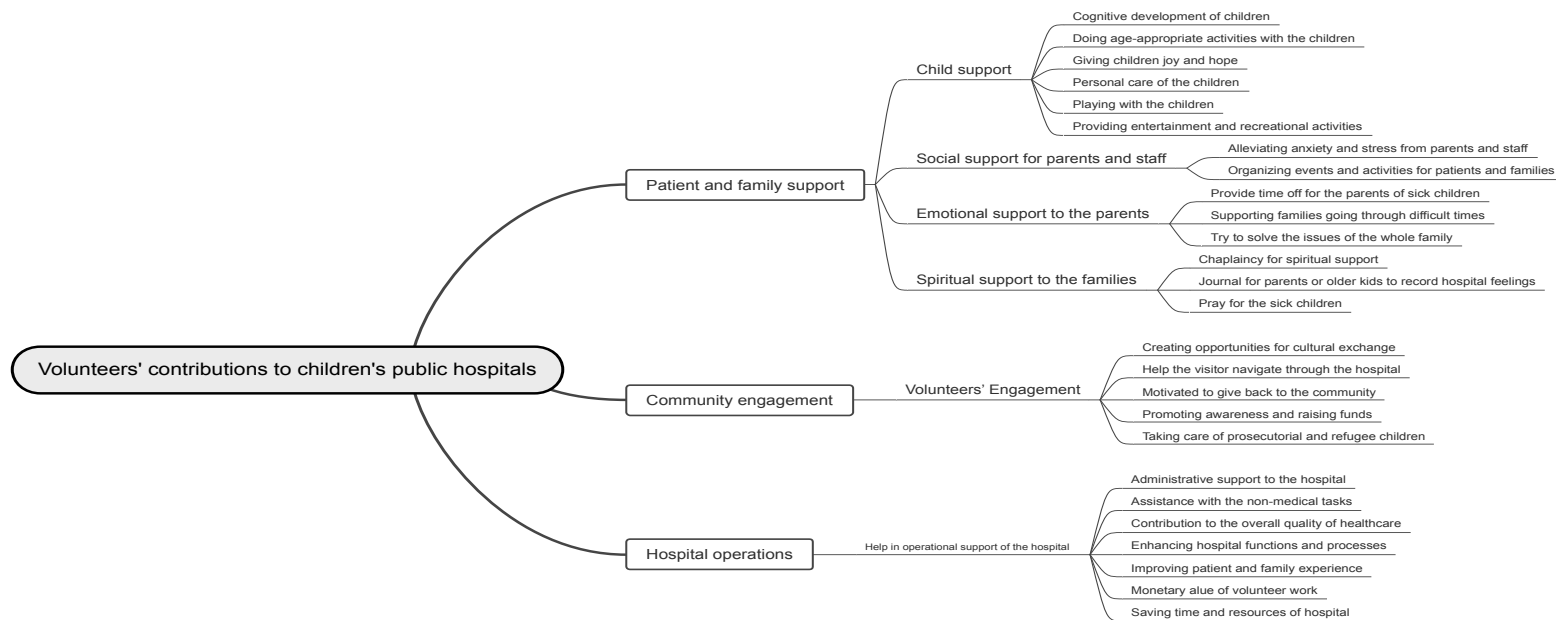 Volunteers' contributions to children's public hospitals
Patient and family support
Child support
Cognitive development of children
Doing age-appropriate activities with the children
Giving children joy and hope
Personal care of the children
Playing with the children
Providing entertainment and recreational activities
Social support for parents and staff
Alleviating anxiety and stress from parents and staff
Organizing events and activities for patients and families
Emotional support to the parents
Provide time off for the parents of sick children
Supporting families going through difficult times
Try to solve the issues of the whole family
Spiritual support to the families
Chaplaincy for spiritual support
Journal for parents or older kids to record hospital feelings
Pray for the sick children
Community engagement
Volunteers’ Engagement
Creating opportunities for cultural exchange
Help the visitor navigate through the hospital
Motivated to give back to the community
Promoting awareness and raising funds
Taking care of prosecutorial and refugee children
Hospital operations
Help in operational support of the hospital
Administrative support to the hospital
Assistance with the non-medical tasks
Contribution to the overall quality of healthcare
Enhancing hospital functions and processes
Improving patient and family experience
Monetary alue of volunteer work
Saving time and resources of hospital